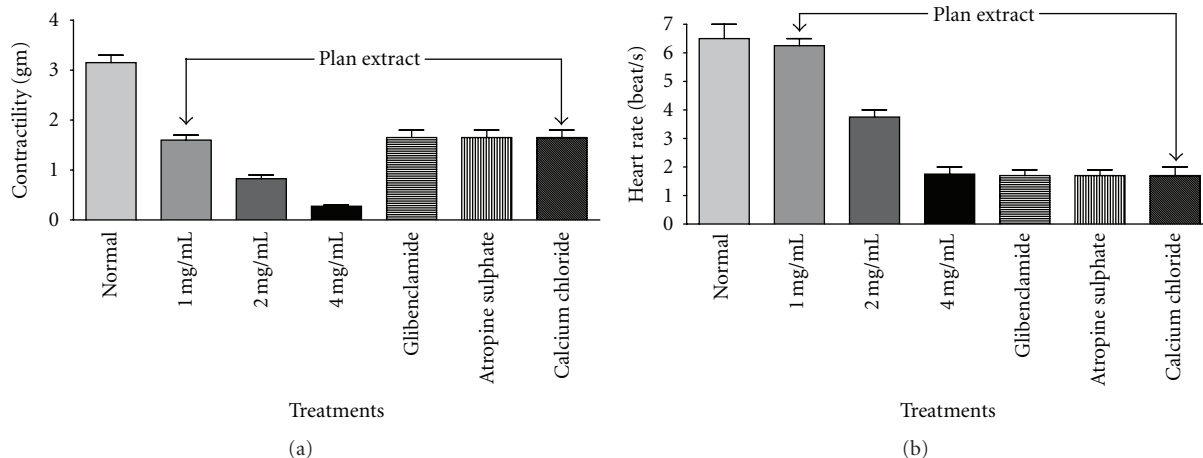 4
3
2
1
0
Contractility (gm)
Plan extract
Normal
1 mg/mL
2 mg/mL
4 mg/mL
Glibenclamide
Atropine sulphate
Calcium chloride
Treatments
(a)
7
6
5
4
3
2
1
0
Heart rate (beat/s)
Plan extract
Normal
1 mg/mL
2 mg/mL
4 mg/mL
Glibenclamide
Atropine sulphate
Calcium chloride
Treatments
(b)